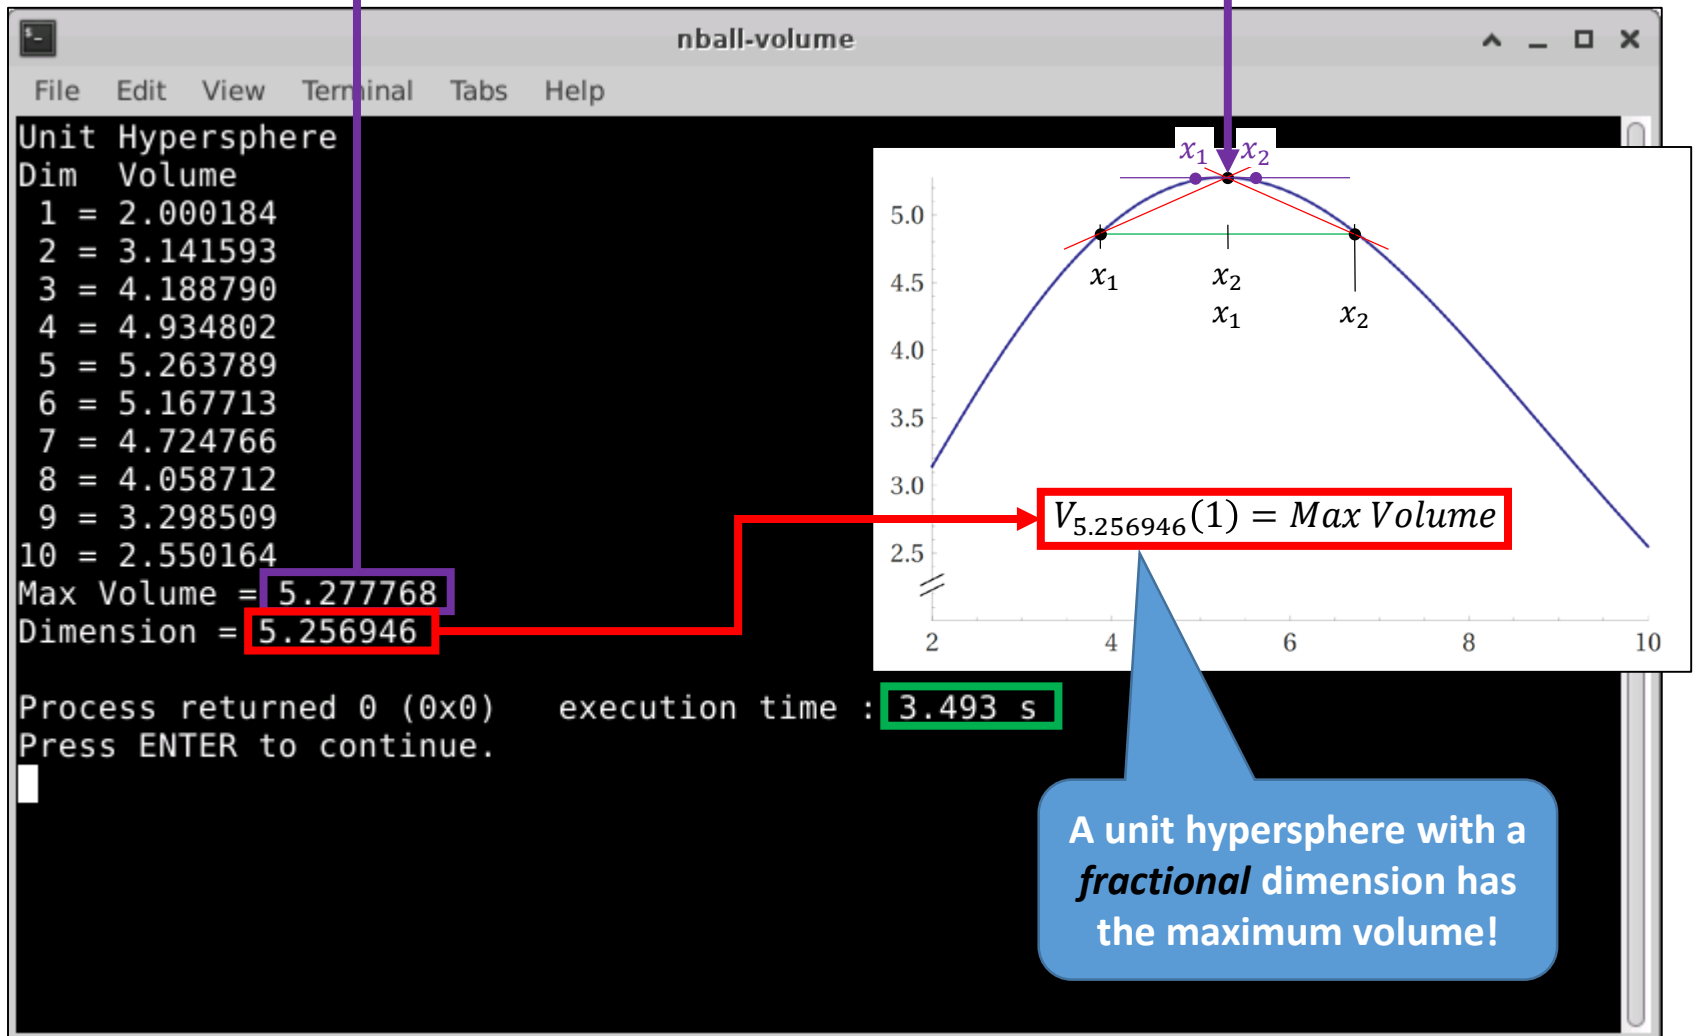 nball-volume
File Edit View Terminal Tabs Help
Unit Hypersphere
Dim Volume
1 = 2.000184
2 = 3.141593
3 = 4.188790
4 = 4.934802
5 = 5.263789
6 = 5.167713
7 = 4.724766
8 = 4.058712
9 = 3.298509
10 = 2.550164
Max Volume = 5.277768
Dimension = 5.256946
Process returned 0 (0x0) execution time : 3.493 s
Press ENTER to continue.
x₁ x₂
5.0
4.5
4.0
3.5
3.0
2.5
x₁ x₂
x₁ x₂
V₅.₂₅₆₉₄₆(1) = Max Volume
2 4 6 8 10
A unit hypersphere with a
fractional dimension has
the maximum volume!